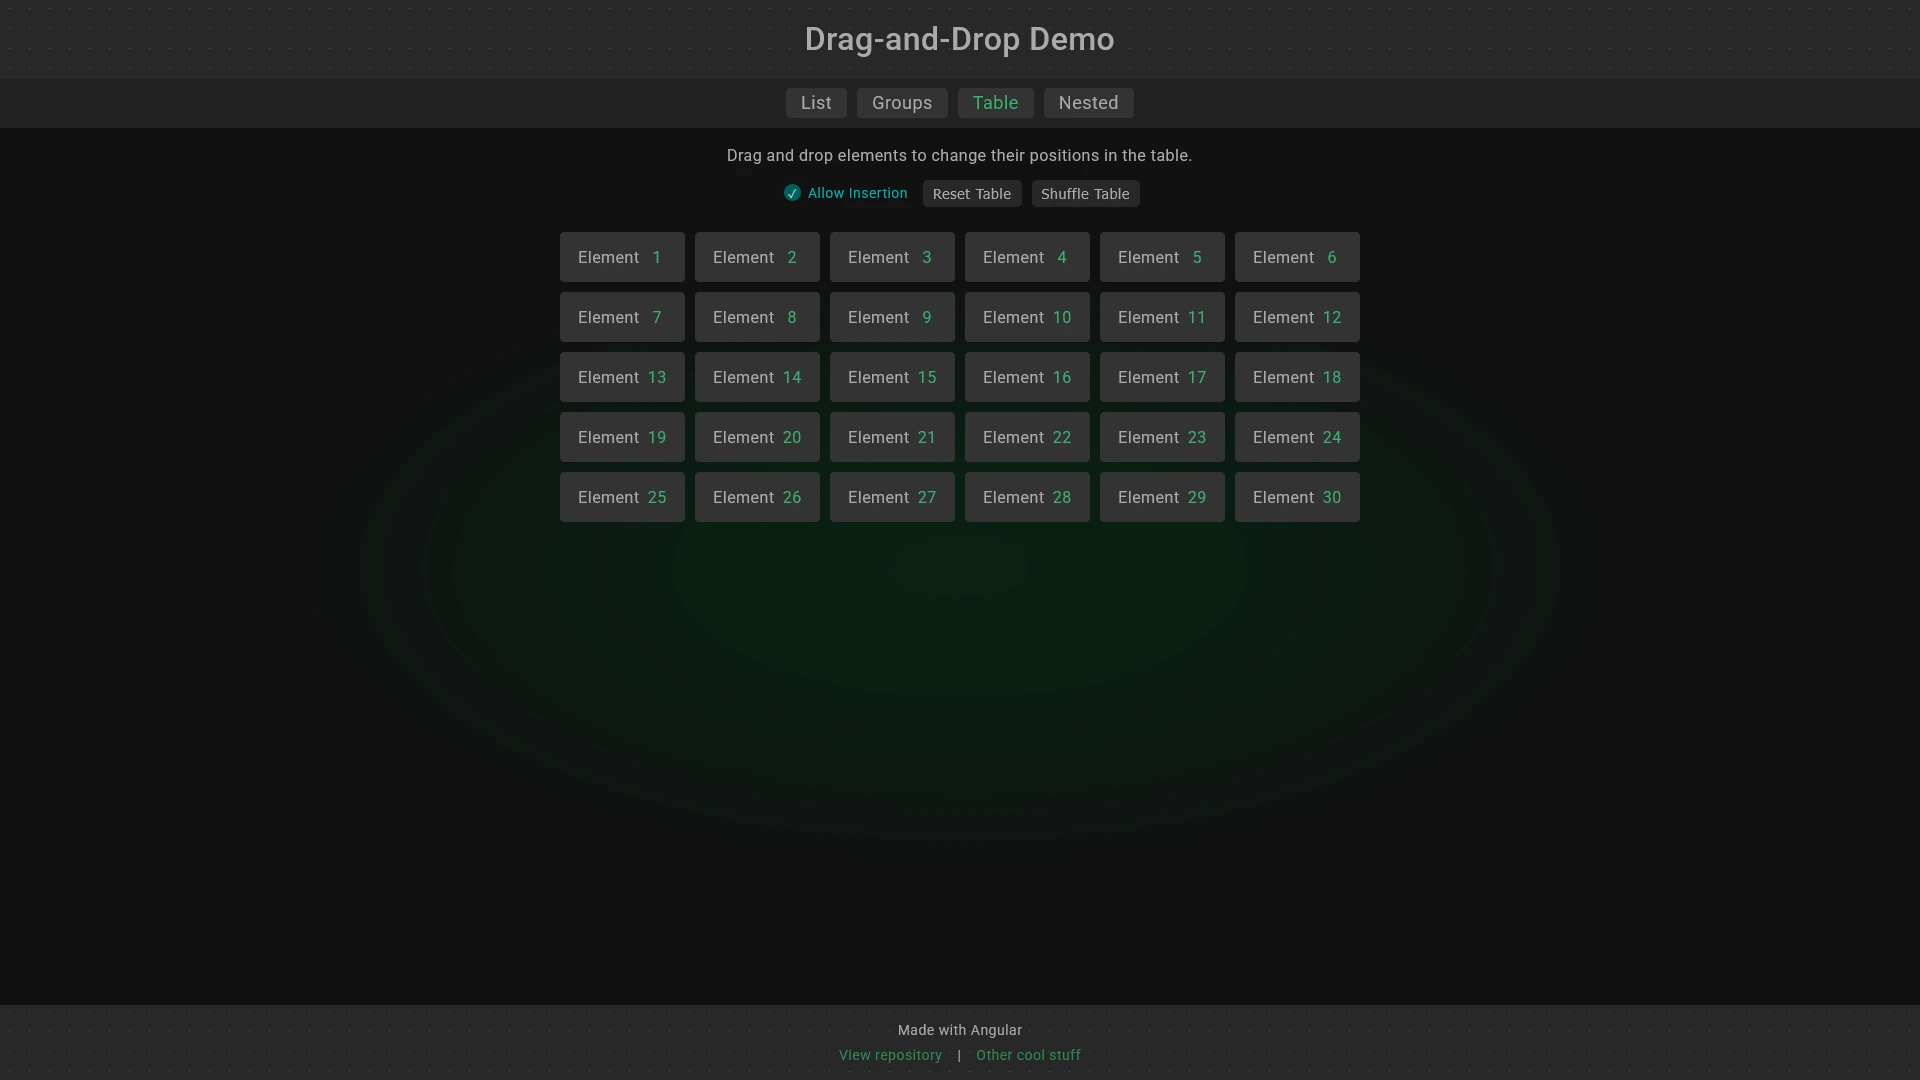 Drag-and-Drop Demo
List Groups Table Nested
Drag and drop elements to change their positions in the table.
Allow Insertion Reset Table Shuffle Table
Element 1 Element 2 Element 3 Element 4 Element 5 Element 6
Element 7 Element 8 Element 9 Element 10 Element 11 Element 12
Element 13 Element 14 Element 15 Element 16 Element 17 Element 18
Element 19 Element 20 Element 21 Element 22 Element 23 Element 24
Element 25 Element 26 Element 27 Element 28 Element 29 Element 30
Made with Angular
View repository | Other cool stuff